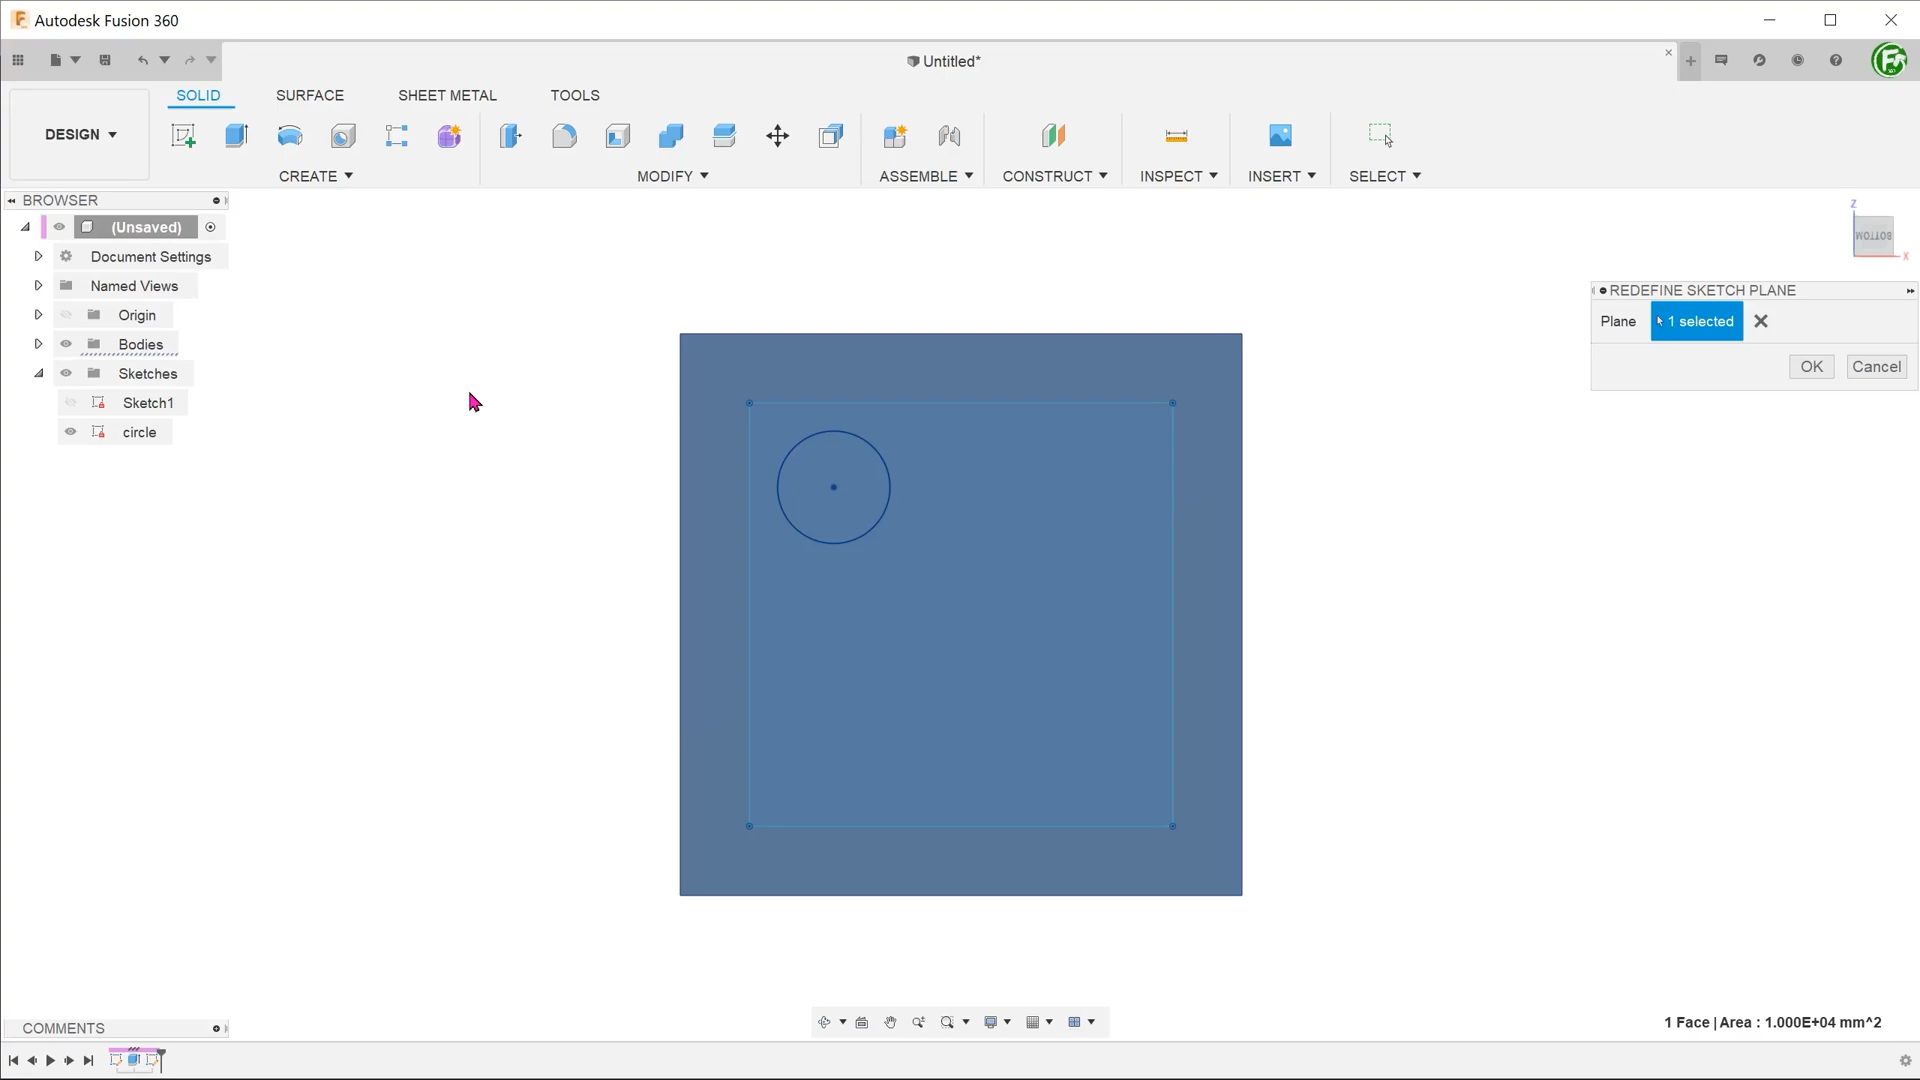 Autodesk Fusion 360
Untitled*
SOLID
SURFACE
SHEET METAL
TOOLS
DESIGN
CREATE
MODIFY
ASSEMBLE
CONSTRUCT
INSPECT
INSERT
SELECT
BROWSER
(Unsaved)
Document Settings
Named Views
Origin
Bodies
Sketches
Sketch1
circle
Z
BOTTOM
X
REDEFINE SKETCH PLANE
Plane
1 selected
OK
Cancel
COMMENTS
1 Face | Area : 1.000E+04 mm^2